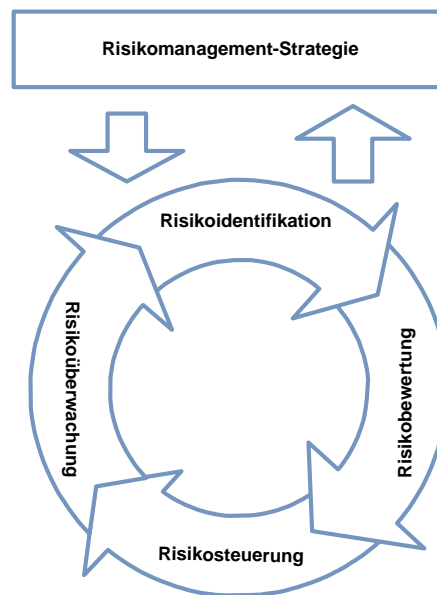 Risikomanagement-Strategie
Risikoidentifikation
Risikobewertung
Risikosteuerung
Risikoüberwachung